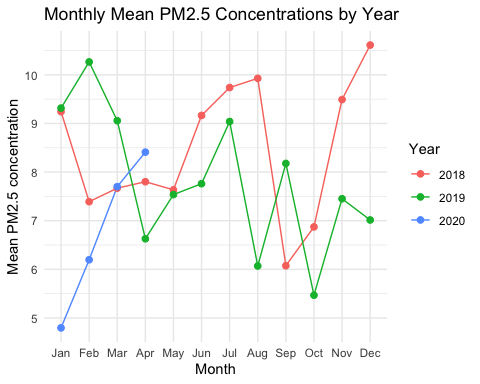 Monthly Mean PM2.5 Concentrations by Year
Mean PM2.5 concentration
10
9
8
7
6
5
Jan Feb Mar Apr May Jun Jul Aug Sep Oct Nov Dec
Month
Year
2018
2019
2020